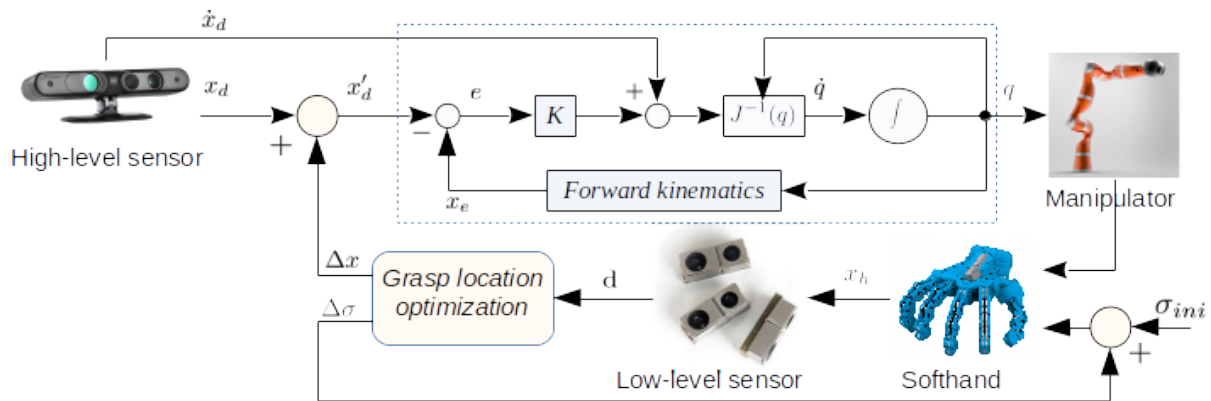 ẋ_d
x_d
x′_d
e
K
+
J⁻¹(q)
q̇
∫
q
+
−
High-level sensor
x_e
Forward kinematics
Manipulator
Δx
Grasp location
optimization
d
x_h
Δσ
σ_ini
+
Low-level sensor
Softhand